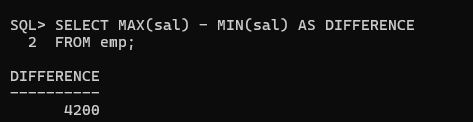 SQL> SELECT MAX(sal) - MIN(sal) AS DIFFERENCE
  2  FROM emp;

DIFFERENCE
----------
      4200